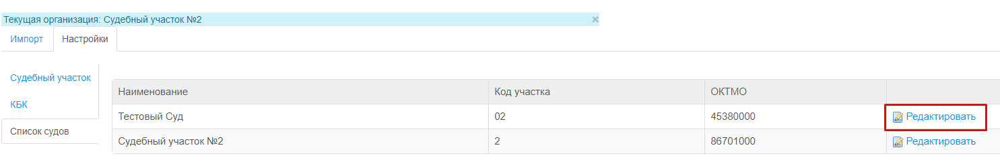 Текущая организация: Судебный участок №2 ×
Импорт Настройки
Судебный участок
КБК
Список судов
Наименование Код участка ОКТМО
Тестовый Суд 02 45380000 Редактировать
Судебный участок №2 2 86701000 Редактировать